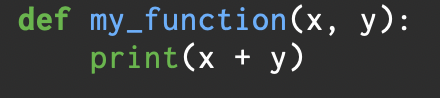 def my_function(x, y):
    print(x + y)